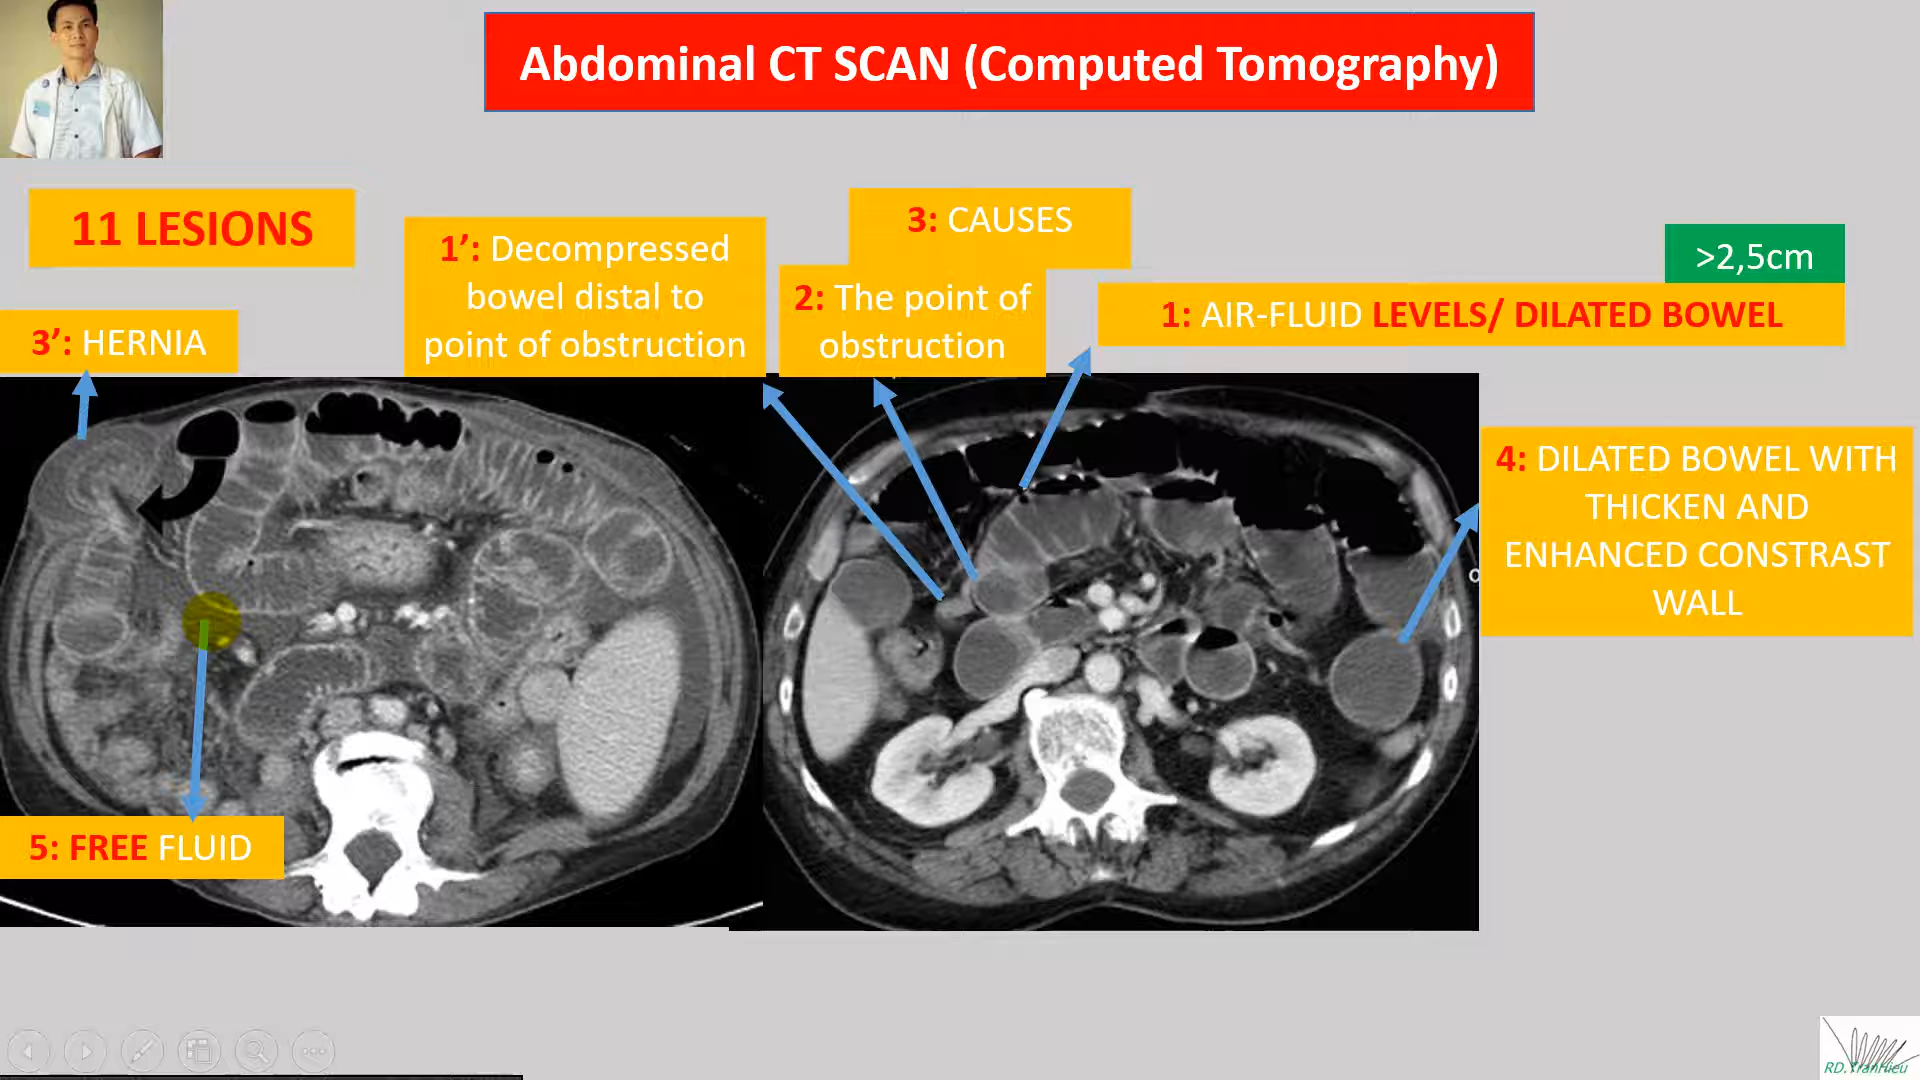 Abdominal CT SCAN (Computed Tomography)
11 LESIONS
3’: HERNIA
1’: Decompressed
bowel distal to
point of obstruction
3: CAUSES
2: The point of
obstruction
>2,5cm
1: AIR-FLUID LEVELS/ DILATED BOWEL
4: DILATED BOWEL WITH
THICKEN AND
ENHANCED CONSTRAST
WALL
5: FREE FLUID
RD.TranHieu